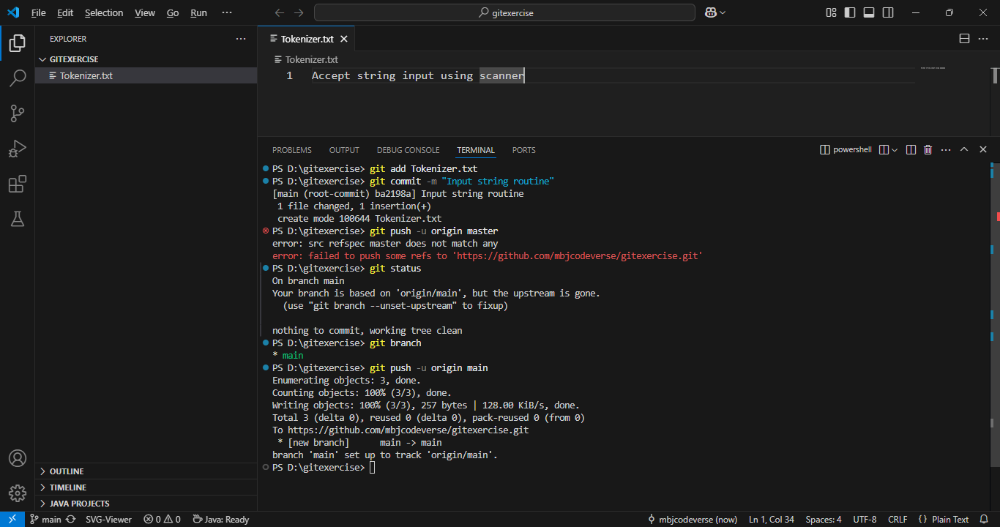 File Edit Selection View Go Run ···
gitexercise
EXPLORER ···
GITEXERCISE
Tokenizer.txt
OUTLINE
TIMELINE
JAVA PROJECTS
Tokenizer.txt
Tokenizer.txt
1 Accept string input using scanner
PROBLEMS OUTPUT DEBUG CONSOLE TERMINAL PORTS
powershell
PS D:\gitexercise> git add Tokenizer.txt
PS D:\gitexercise> git commit -m "Input string routine"
[main (root-commit) ba2198a] Input string routine
 1 file changed, 1 insertion(+)
 create mode 100644 Tokenizer.txt
PS D:\gitexercise> git push -u origin master
error: src refspec master does not match any
error: failed to push some refs to 'https://github.com/mbjcodeverse/gitexercise.git'
PS D:\gitexercise> git status
On branch main
Your branch is based on 'origin/main', but the upstream is gone.
  (use "git branch --unset-upstream" to fixup)
nothing to commit, working tree clean
PS D:\gitexercise> git branch
* main
PS D:\gitexercise> git push -u origin main
Enumerating objects: 3, done.
Counting objects: 100% (3/3), done.
Writing objects: 100% (3/3), 257 bytes | 128.00 KiB/s, done.
Total 3 (delta 0), reused 0 (delta 0), pack-reused 0 (from 0)
To https://github.com/mbjcodeverse/gitexercise.git
 * [new branch]      main -> main
branch 'main' set up to track 'origin/main'.
PS D:\gitexercise>
main SVG-Viewer 0 0 Java: Ready mbjcodeverse (now) Ln 1, Col 34 Spaces: 4 UTF-8 CRLF {} Plain Text